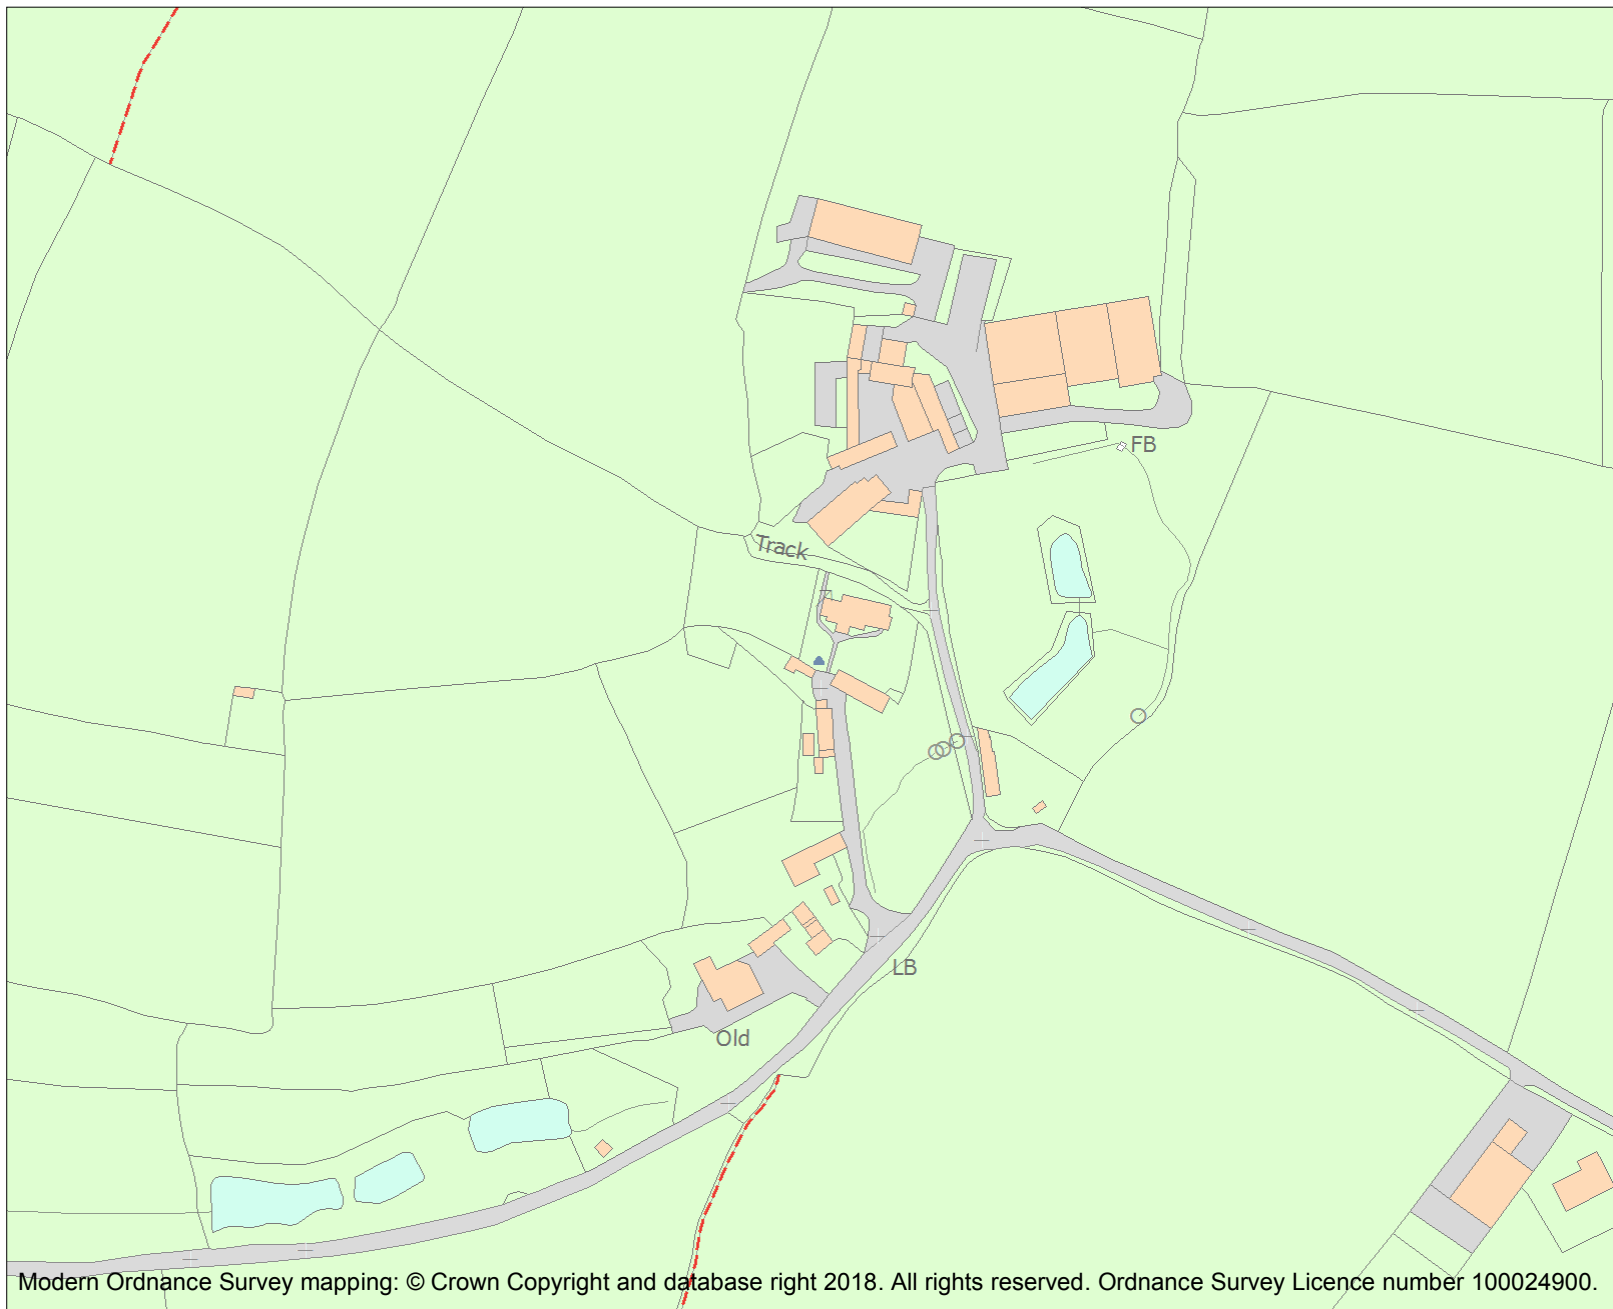 FB
Track
LB
Old
Modern Ordnance Survey mapping: © Crown Copyright and database right 2018. All rights reserved. Ordnance Survey Licence number 100024900.